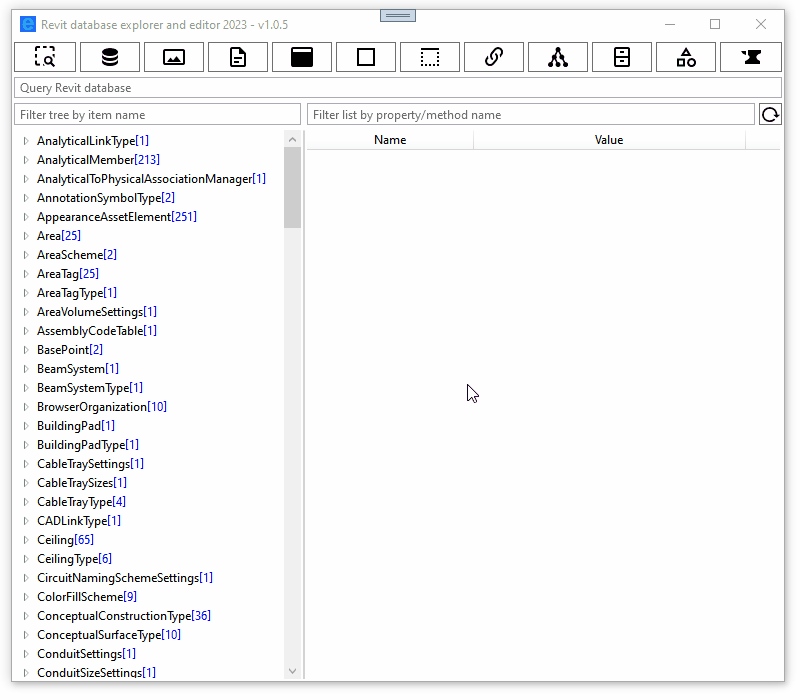 Revit database explorer and editor 2023 - v1.0.5
Query Revit database
Filter tree by item name
Filter list by property/method name
Name Value
AnalyticalLinkType[1]
AnalyticalMember[213]
AnalyticalToPhysicalAssociationManager[1]
AnnotationSymbolType[2]
AppearanceAssetElement[251]
Area[25]
AreaScheme[2]
AreaTag[25]
AreaTagType[1]
AreaVolumeSettings[1]
AssemblyCodeTable[1]
BasePoint[2]
BeamSystem[1]
BeamSystemType[1]
BrowserOrganization[10]
BuildingPad[1]
BuildingPadType[1]
CableTraySettings[1]
CableTraySizes[1]
CableTrayType[4]
CADLinkType[1]
Ceiling[65]
CeilingType[6]
CircuitNamingSchemeSettings[1]
ColorFillScheme[9]
ConceptualConstructionType[36]
ConceptualSurfaceType[10]
ConduitSettings[1]
ConduitSizeSettings[1]